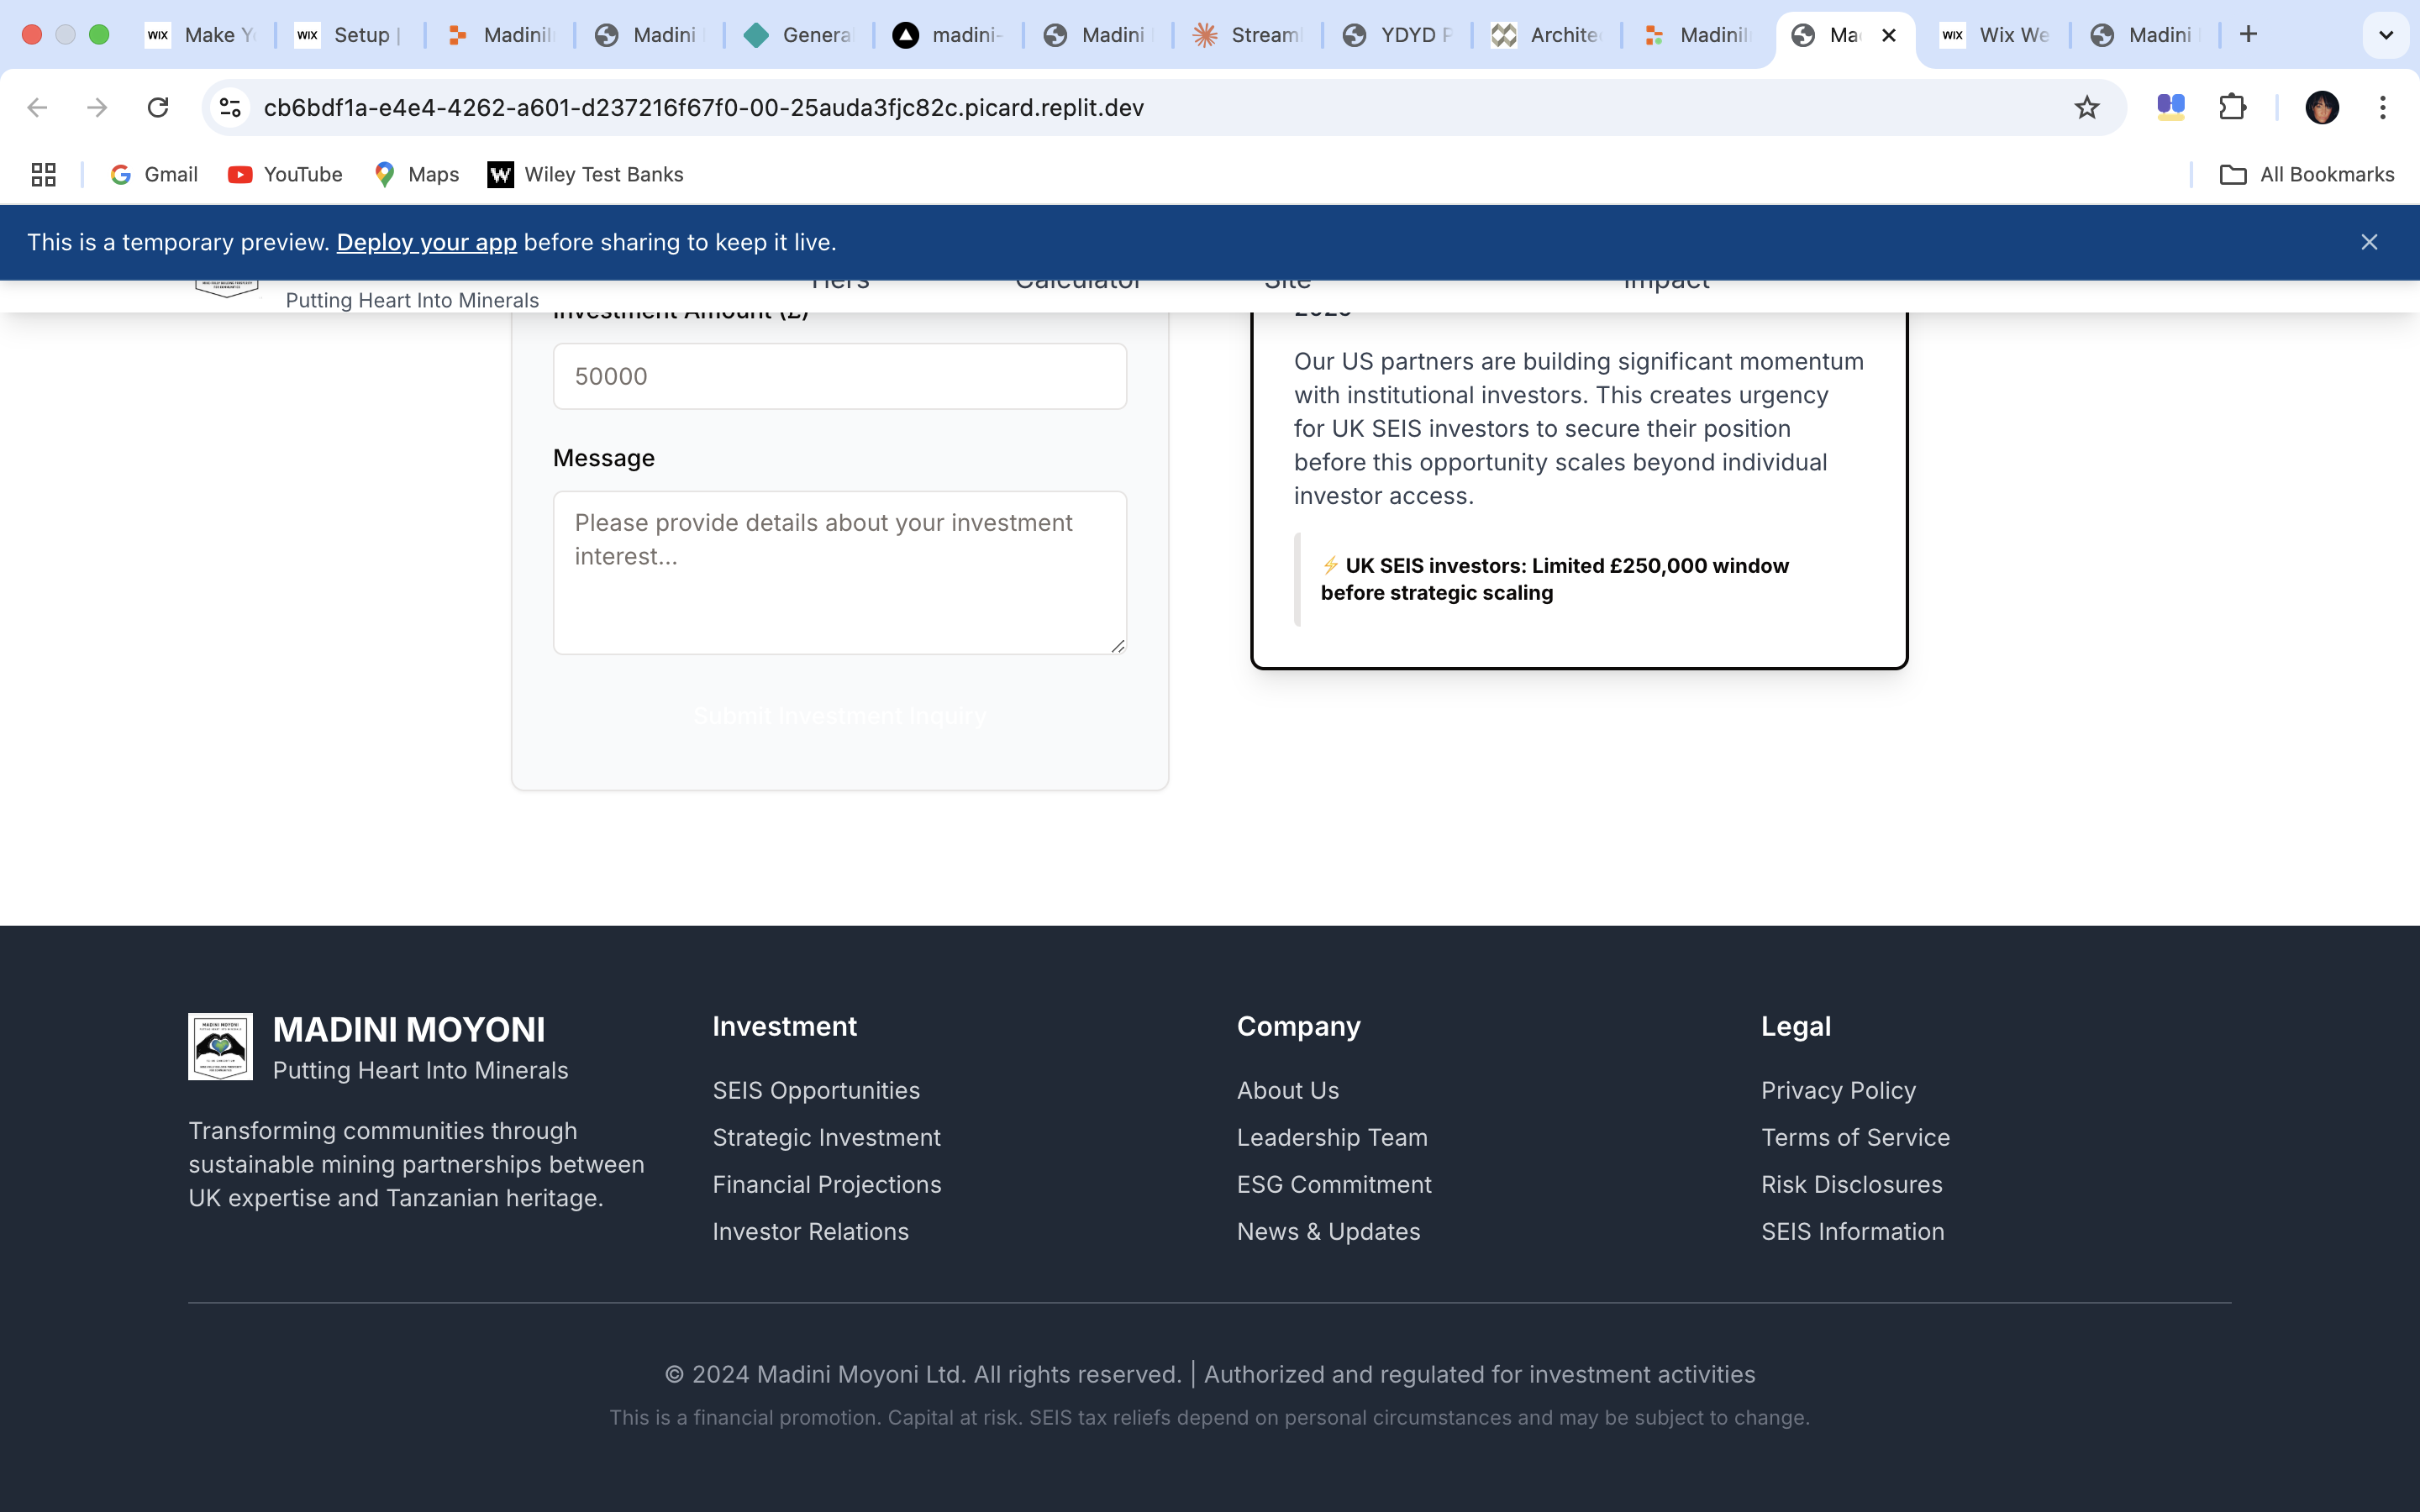 WIX Make Y
WIX Setup |
Madinil
Madini
Genera
madini-
Madini
Stream
YDYD P
Archite
Madinil
Ma
WIX Wix We
Madini
cb6bdf1a-e4e4-4262-a601-d237216f67f0-00-25auda3fjc82c.picard.replit.dev
Gmail
YouTube
Maps
W Wiley Test Banks
All Bookmarks
This is a temporary preview. Deploy your app before sharing to keep it live.
Putting Heart Into Minerals
Tiers
Calculator
Site
Impact
Investment Amount (£)
50000
Message
Please provide details about your investment
interest...
Submit Investment Inquiry
Our US partners are building significant momentum
with institutional investors. This creates urgency
for UK SEIS investors to secure their position
before this opportunity scales beyond individual
investor access.
⚡ UK SEIS investors: Limited £250,000 window
before strategic scaling
MADINI MOYONI
Putting Heart Into Minerals
Transforming communities through
sustainable mining partnerships between
UK expertise and Tanzanian heritage.
Investment
SEIS Opportunities
Strategic Investment
Financial Projections
Investor Relations
Company
About Us
Leadership Team
ESG Commitment
News & Updates
Legal
Privacy Policy
Terms of Service
Risk Disclosures
SEIS Information
© 2024 Madini Moyoni Ltd. All rights reserved. | Authorized and regulated for investment activities
This is a financial promotion. Capital at risk. SEIS tax reliefs depend on personal circumstances and may be subject to change.